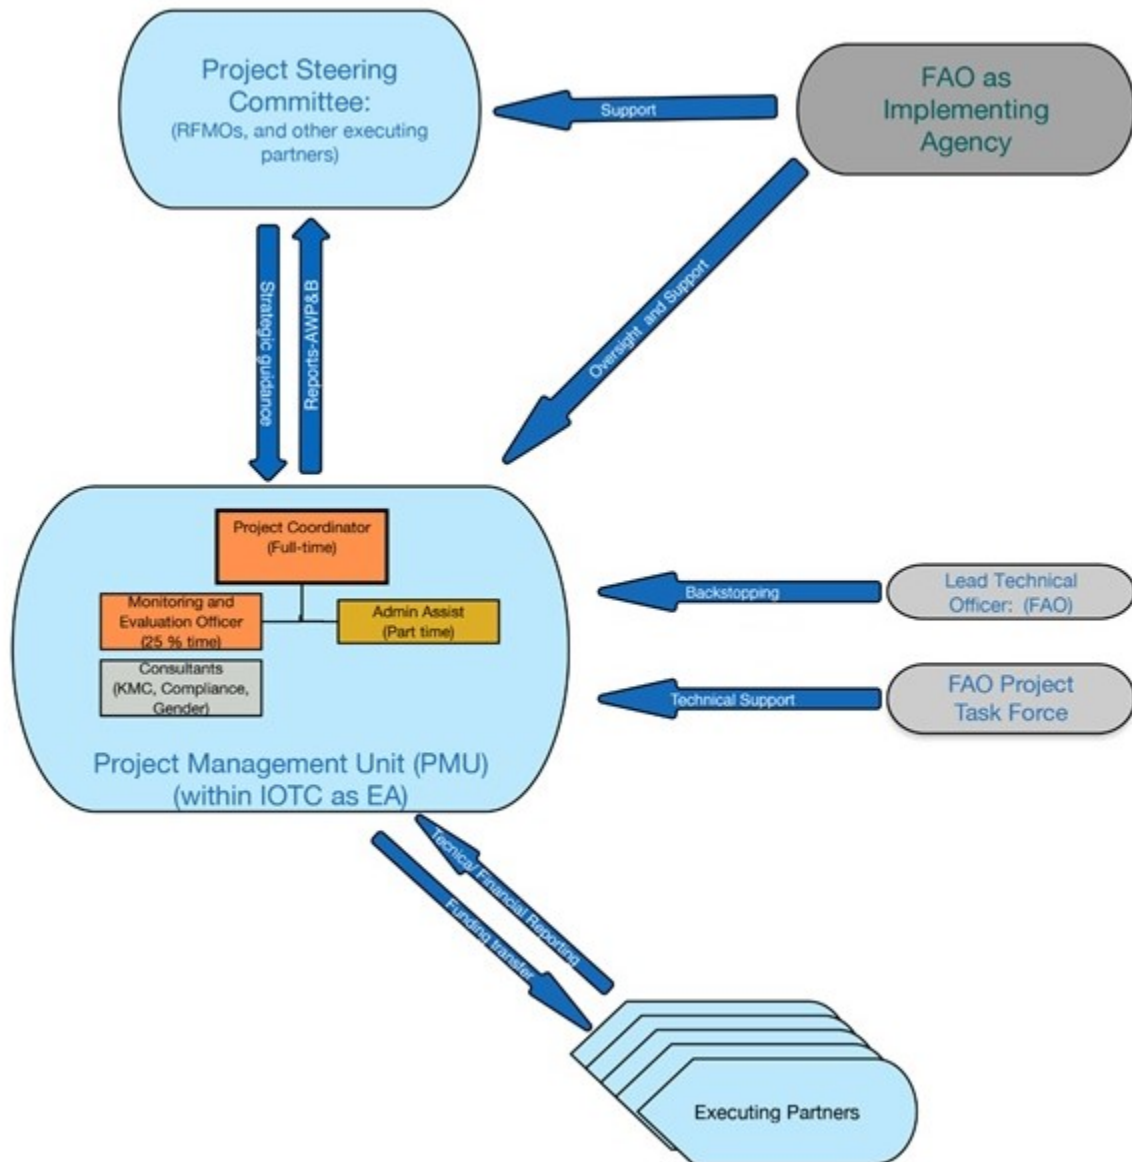 Project Steering
Committee:
(RFMOs, and other executing
partners)
FAO as
Implementing
Agency
Support
Oversight and Support
Strategic guidance
Reports-AWP&B
Project Coordinator
(Full-time)
Monitoring and
Evaluation Officer
(25 % time)
Admin Assist
(Part time)
Consultants
(KMC, Compliance,
Gender)
Project Management Unit (PMU)
(within IOTC as EA)
Backstopping
Lead Technical
Officer: (FAO)
Technical Support
FAO Project
Task Force
Tecnica/ Financial Reporting
Funding transfer
Executing Partners